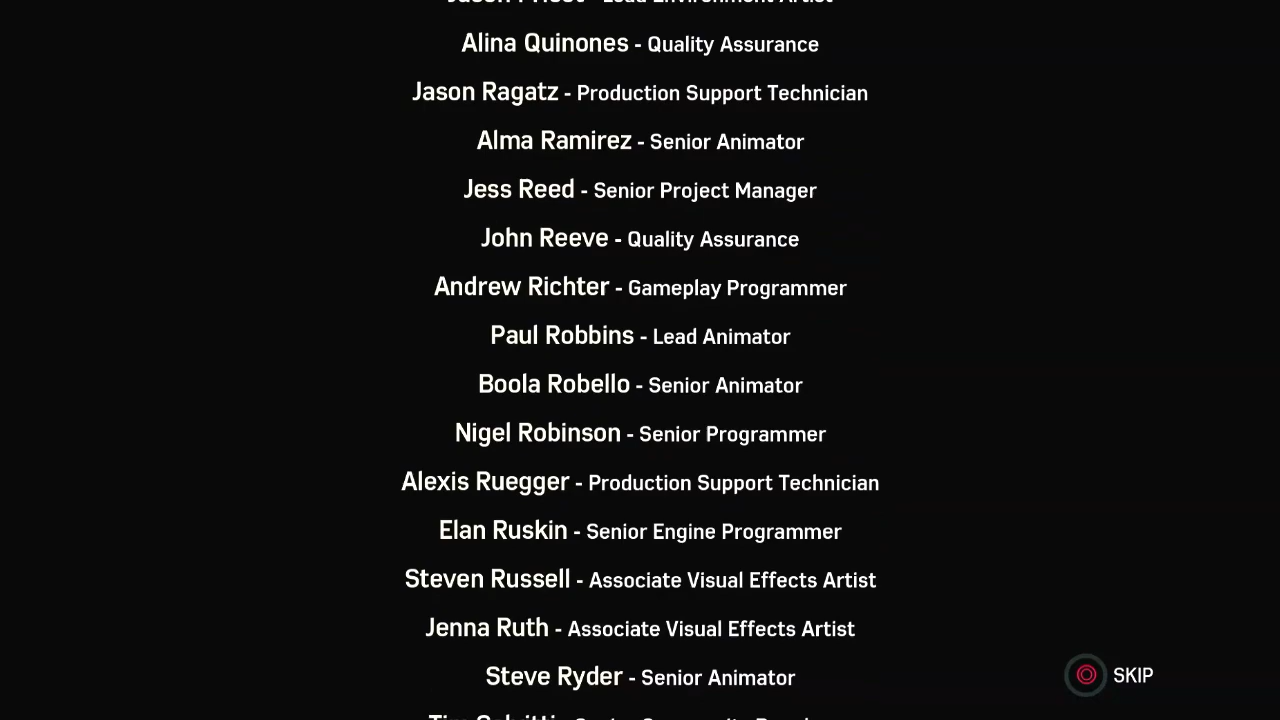 Alina Quinones - Quality Assurance
Jason Ragatz - Production Support Technician
Alma Ramirez - Senior Animator
Jess Reed - Senior Project Manager
John Reeve - Quality Assurance
Andrew Richter - Gameplay Programmer
Paul Robbins - Lead Animator
Boola Robello - Senior Animator
Nigel Robinson - Senior Programmer
Alexis Ruegger - Production Support Technician
Elan Ruskin - Senior Engine Programmer
Steven Russell - Associate Visual Effects Artist
Jenna Ruth - Associate Visual Effects Artist
Steve Ryder - Senior Animator
SKIP